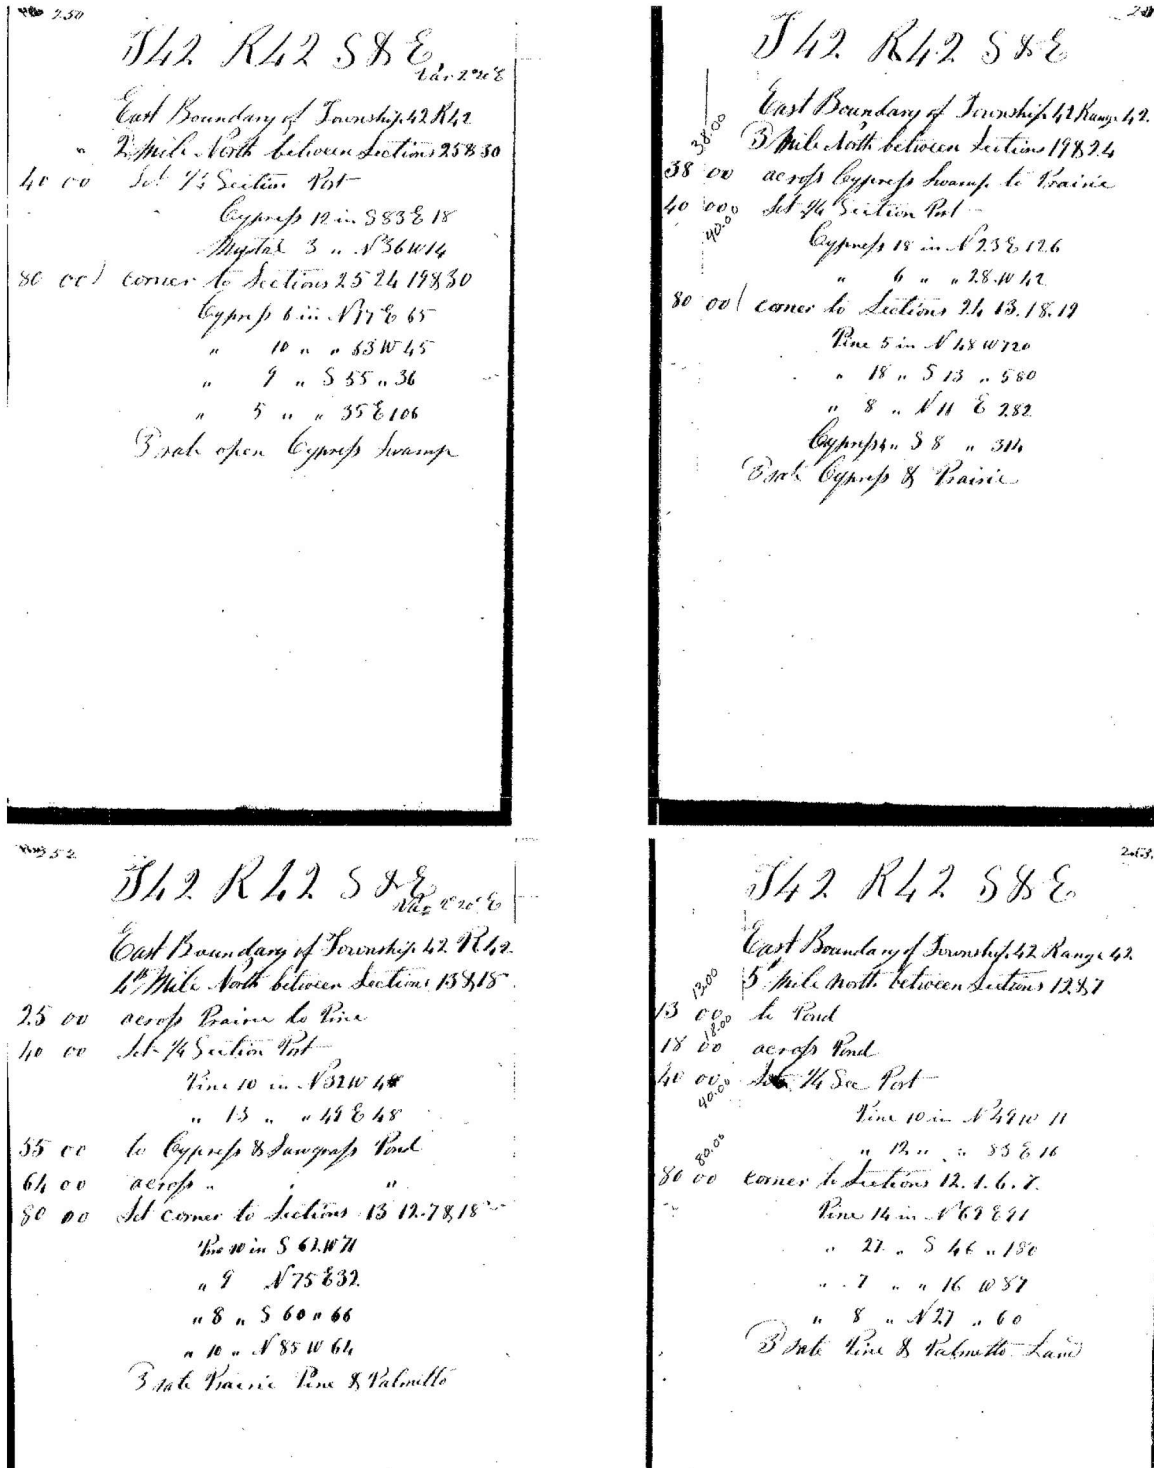 250
T42 R42 S & E
Var 2°20' E
East Boundary of Township 42 R42
" 2 Mile North between Sections 25 & 30
40 00 Set 1/4 Section Post
Cypress 12 in S 83 E 18
3 " N 36 W 14
80 00 corner to Sections 25 24 19 & 30
Cypress 6 in N 17 E 65
" 10 " " 53 W 45
" 9 " S 55 " 36
" 5 " " 35 E 106
3 rate open Cypress Swamp
T42 R42 S & E
East Boundary of Township 42 Range 42.
3 Mile North between Sections 19 & 24
38.00
38 00 across Cypress Swamp to Prairie
40 00 Set 1/4 Section Post
40.00
Cypress 18 in N 23 E 126
" 6 " " 28 W 42
80 00 corner to Sections 24 13. 18. 19
Pine 5 in N 48 W 720
" 18 " S 13 " 580
" 8 " N 11 E 282
Cypress 4 " S 8 " 314
3 rate Cypress & Prairie
252
T42 R42 S & E
Var 2°20' E
East Boundary of Township 42 R42.
4th Mile North between Sections 13 & 18
25 00 across Prairie to Pine
40 00 Set 1/4 Section Post
Pine 10 in N 32 W 48
" 13 " " 49 E 48
55 00 to Cypress & Sawgrass Pond
64 00 across " " "
80 00 Set corner to Sections 13 12. 7 & 18
Pine 10 in S 62 W 71
" 9 N 75 E 32
" 8 " S 60 " 66
" 10 " N 85 W 64
3 rate Prairie Pine & Palmetto
253.
T42 R42 S & E
East Boundary of Township 42 Range 42
5th Mile North between Sections 12 & 7
13.00
13 00 to Pond
18.00
18 00 across Pond
40 00 Set 1/4 Sec Post
40.00
Pine 10 in N 49 W 11
" 12 " " 83 E 16
80.00
80 00 corner to Sections 12. 1. 6. 7.
Pine 14 in N 69 E 91
" 27 " S 46 " 130
" 7 " " 16 W 87
" 8 " N 27 " 60
3 rate Pine & Palmetto Land